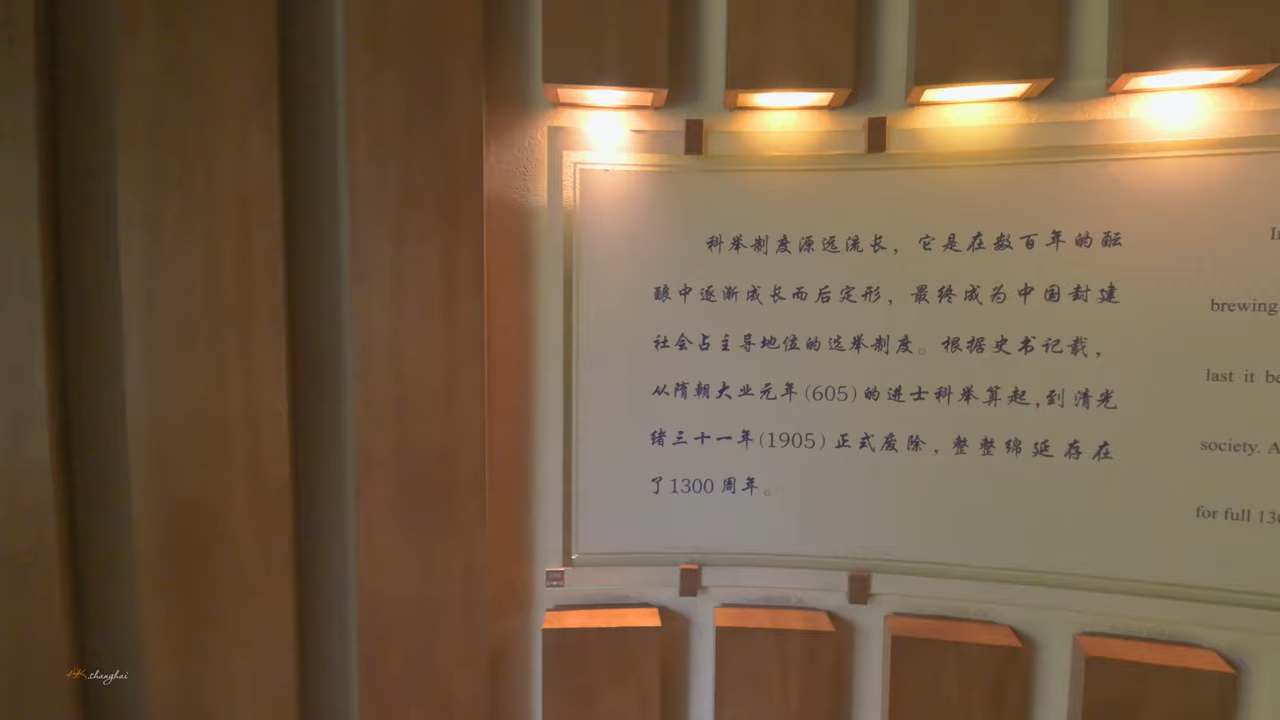 科举制度源远流长，它是在数百年的酝
酿中逐渐成长而后定形，最终成为中国封建
社会占主导地位的选举制度。根据史书记载，
从隋朝大业元年(605)的进士科举算起,到清光
绪三十一年(1905)正式废除，整整绵延存在
了1300周年。
brewing
last it be
society. A
for full 130
4K.shanghai